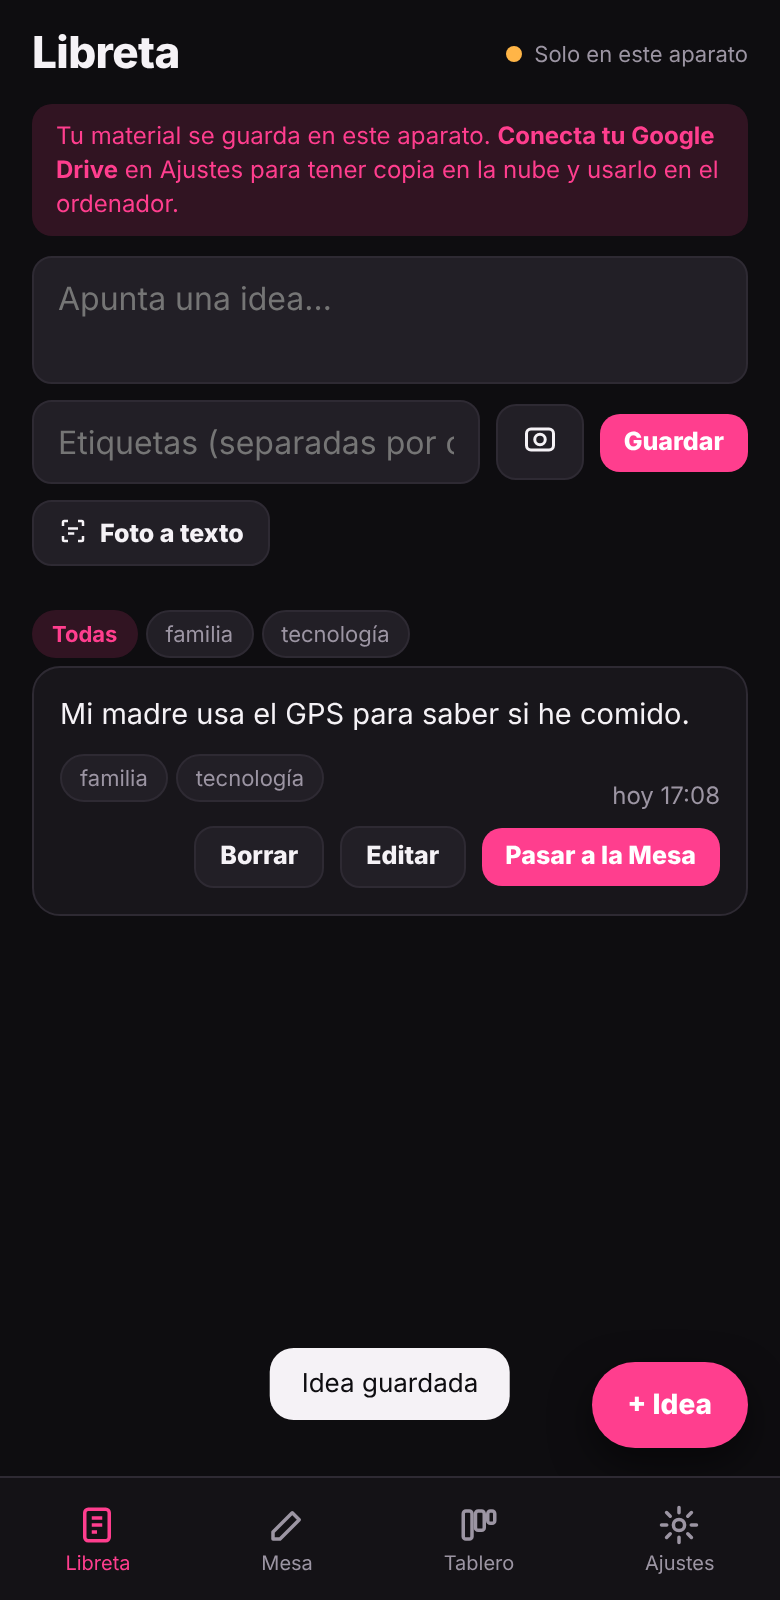 Libreta
Solo en este aparato
Tu material se guarda en este aparato. Conecta tu Google
Drive en Ajustes para tener copia en la nube y usarlo en el
ordenador.
Apunta una idea...
Etiquetas (separadas por c
Guardar
Foto a texto
Todas familia tecnología
Mi madre usa el GPS para saber si he comido.
familia tecnología
hoy 17:08
Borrar Editar Pasar a la Mesa
Idea guardada
+ Idea
Libreta Mesa Tablero Ajustes